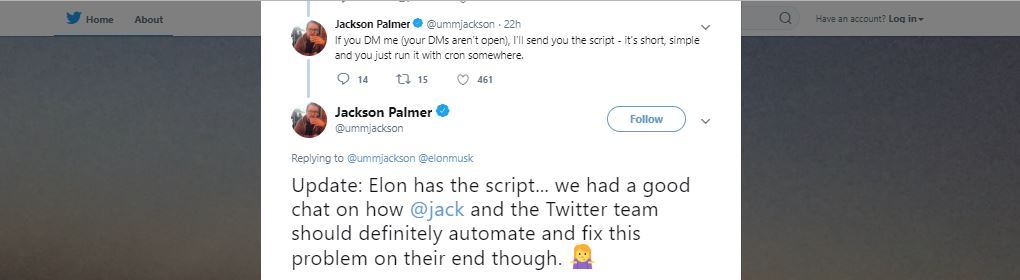 Home About Have an account? Log in
Jackson Palmer @ummjackson · 22h
If you DM me (your DMs aren't open), I'll send you the script - it's short, simple
and you just run it with cron somewhere.
14 15 461
Jackson Palmer
@ummjackson
Follow
Replying to @ummjackson @elonmusk
Update: Elon has the script... we had a good
chat on how @jack and the Twitter team
should definitely automate and fix this
problem on their end though. 🤷‍♀️